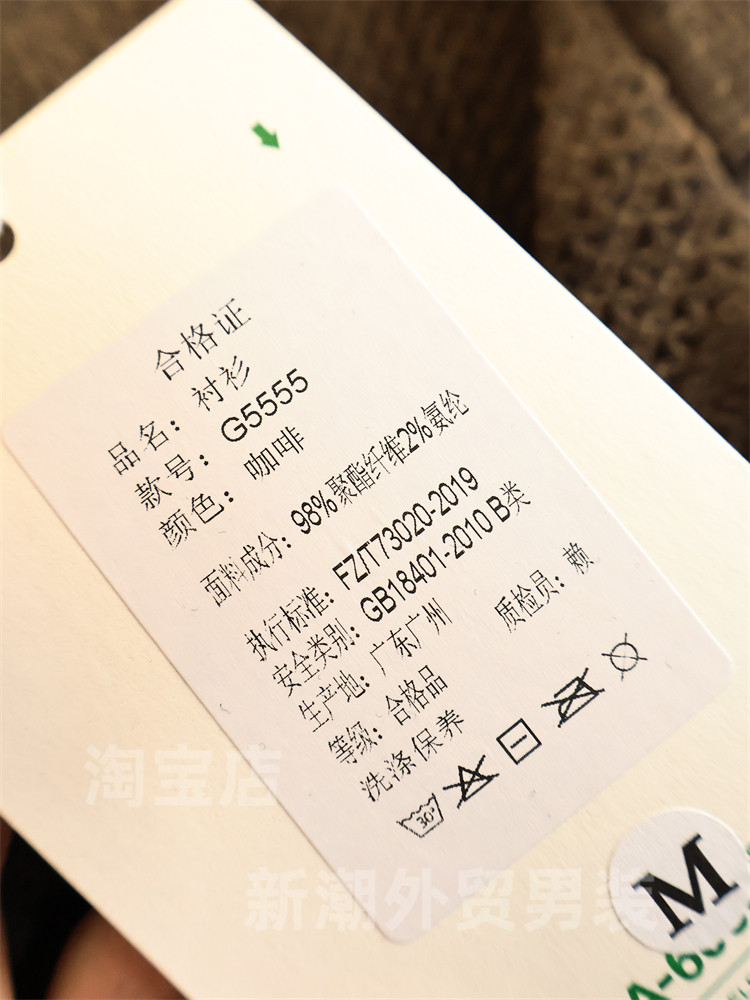 合格证
品名：衬衫
款号：G5555
颜色：咖啡
面料成分：98%聚酯纤维2%氨纶
执行标准：FZ/T73020-2019
安全类别：GB18401-2010 B类
生产地：广东广州 质检员：赖
等级：合格品
洗涤保养
30°
淘宝店
新潮外贸男装
M